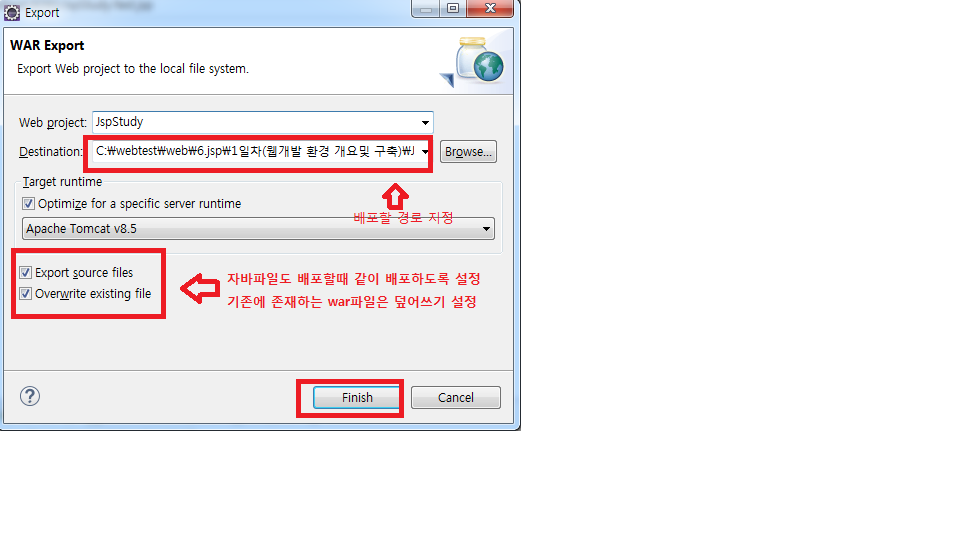 Export
WAR Export
Export Web project to the local file system.
Web project: JspStudy
Destination: C:₩webtest₩web₩6.jsp₩1일차(웹개발 환경 개요및 구축)₩J Browse...
Target runtime
Optimize for a specific server runtime
배포할 경로 지정
Apache Tomcat v8.5
Export source files
자바파일도 배포할때 같이 배포하도록 설정
Overwrite existing file
기존에 존재하는 war파일은 덮어쓰기 설정
Finish Cancel